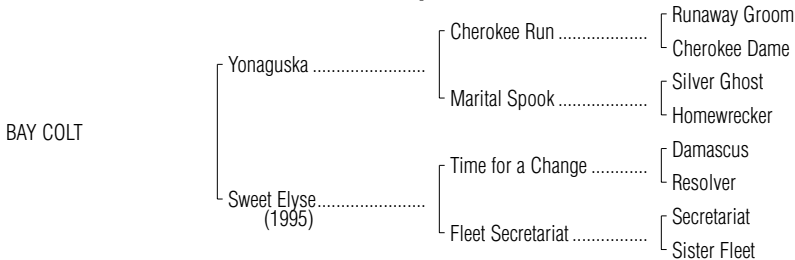 Runaway Groom
Cherokee Run ...................
Cherokee Dame
Yonaguska ........................
Silver Ghost
Marital Spook ...................
Homewrecker
BAY COLT
Damascus
Time for a Change ............
Resolver
Sweet Elyse.......................
(1995)
Secretariat
Fleet Secretariat ................
Sister Fleet